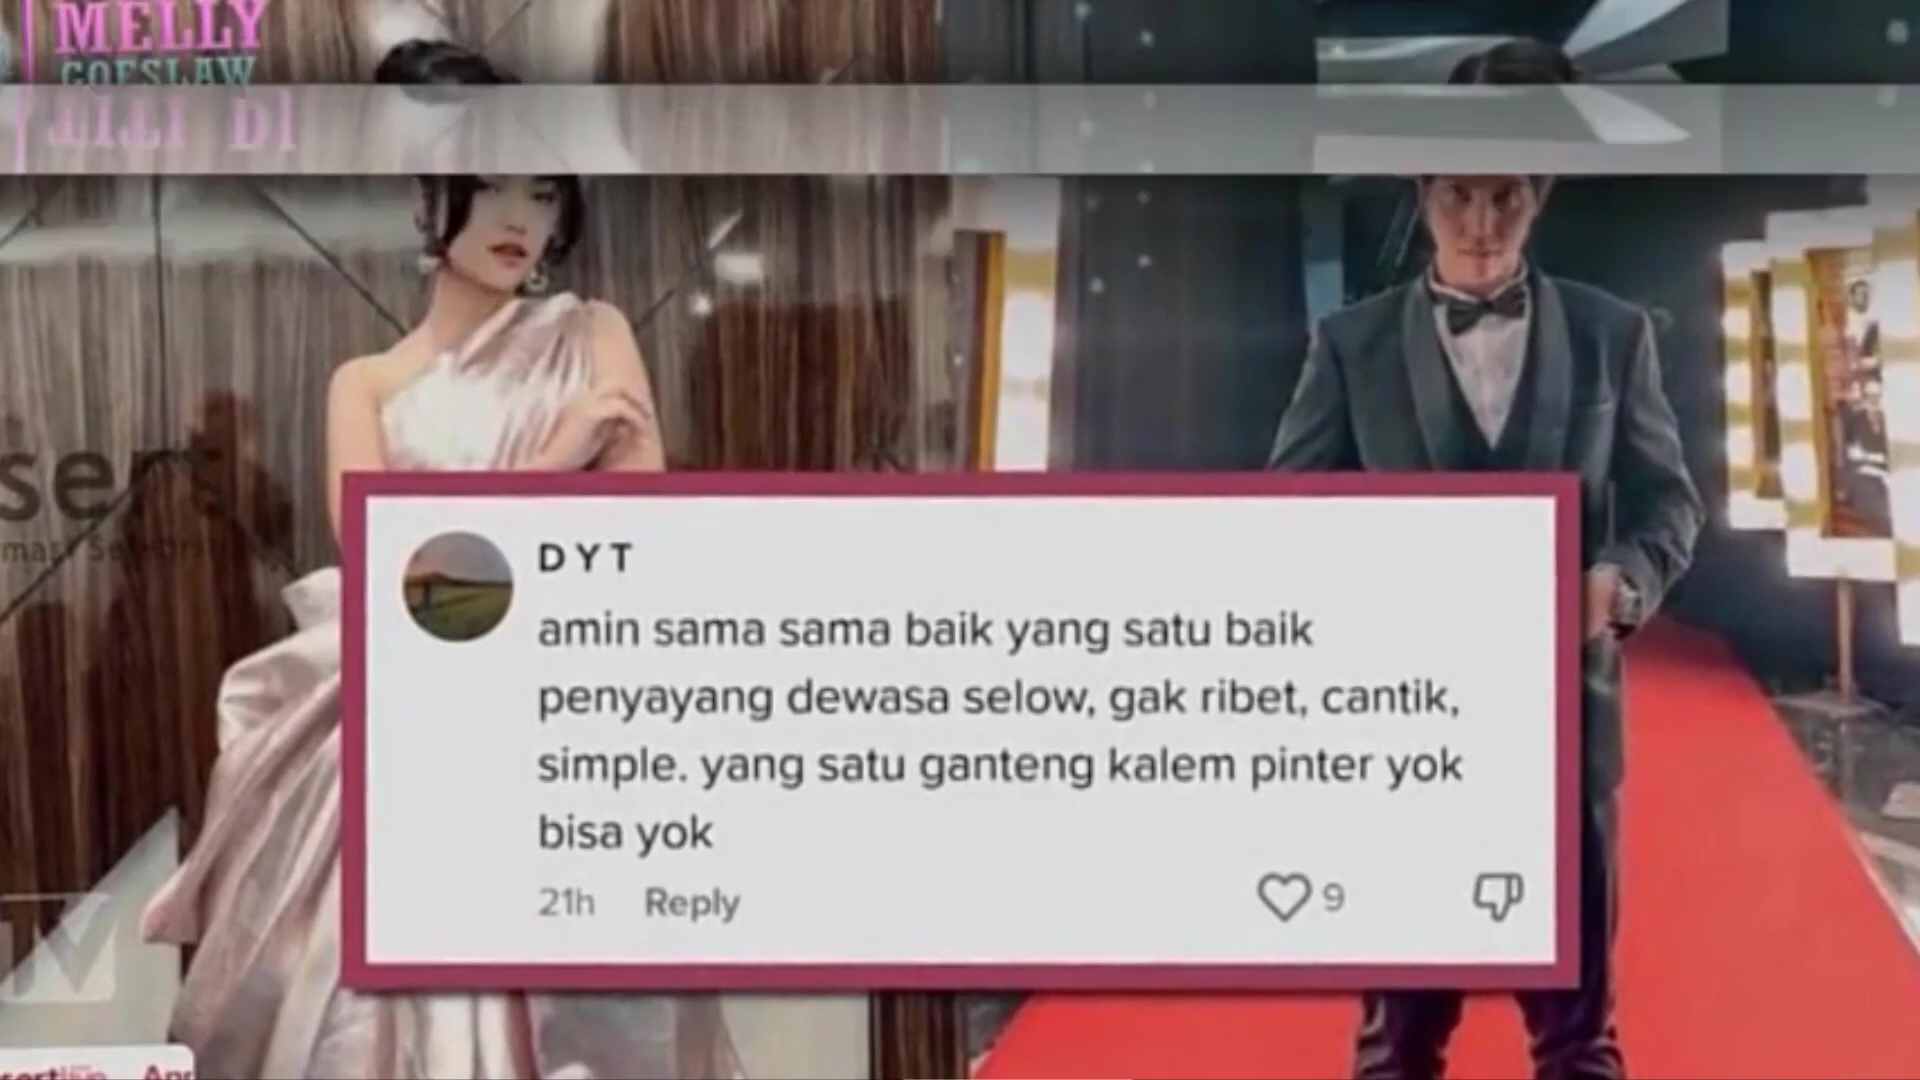 MELLY
GOESLAW
D Y T
amin sama sama baik yang satu baik
penyayang dewasa selow, gak ribet, cantik,
simple. yang satu ganteng kalem pinter yok
bisa yok
21h Reply 9